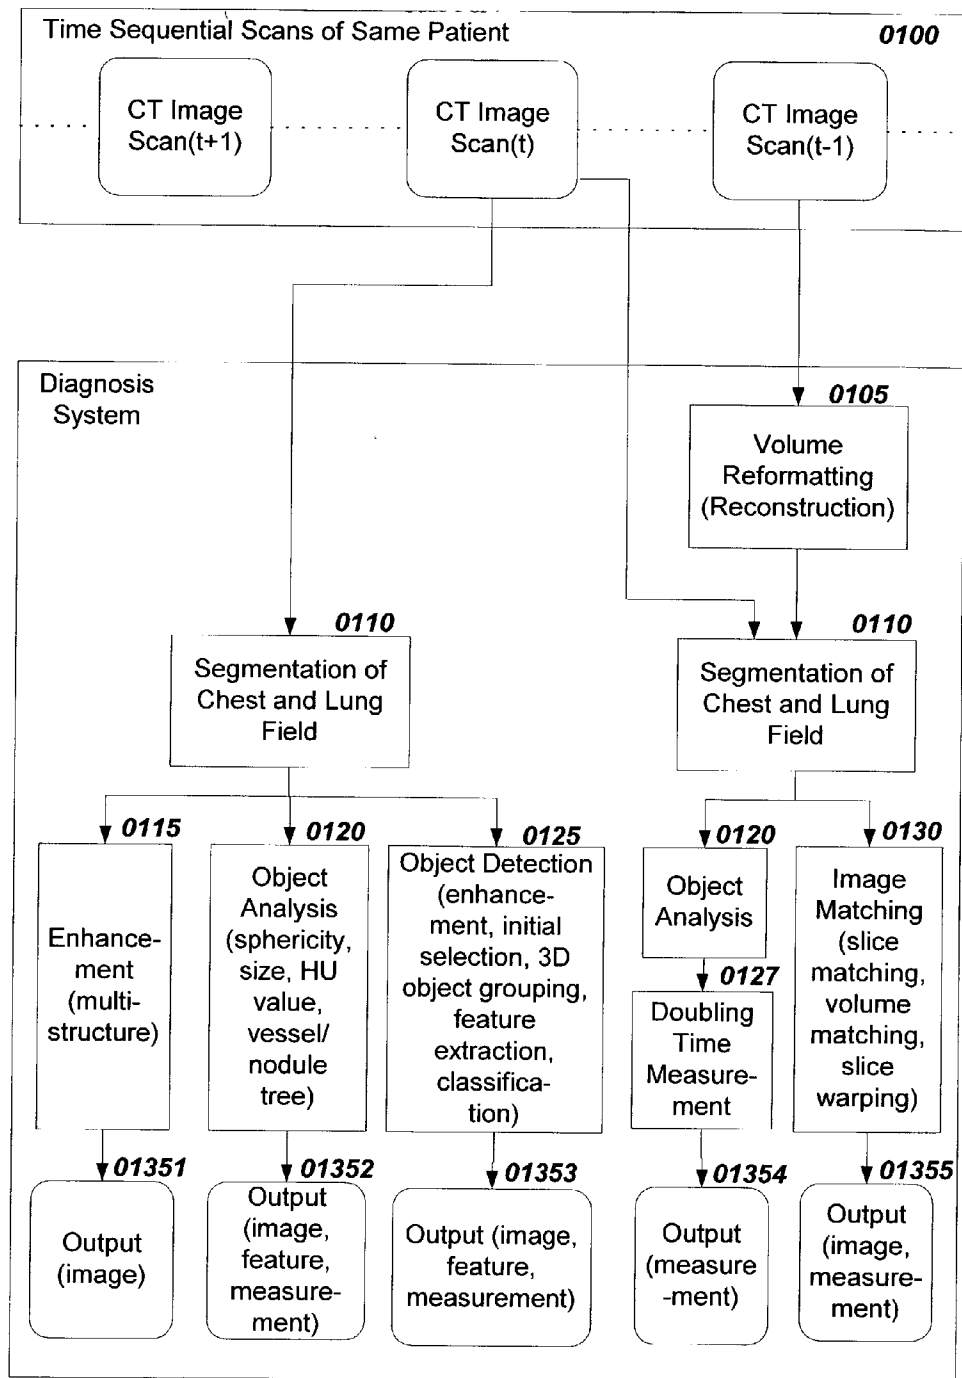 Time Sequential Scans of Same Patient
0100
CT Image
Scan(t+1)
CT Image
Scan(t)
CT Image
Scan(t-1)
Diagnosis
System
0105
Volume
Reformatting
(Reconstruction)
0110
Segmentation of
Chest and Lung
Field
0110
Segmentation of
Chest and Lung
Field
0115
Enhance-
ment
(multi-
structure)
0120
Object
Analysis
(sphericity,
size, HU
value,
vessel/
nodule
tree)
0125
Object Detection
(enhance-
ment, initial
selection, 3D
object grouping,
feature
extraction,
classifica-
tion)
0120
Object
Analysis
0127
Doubling
Time
Measure-
ment
0130
Image
Matching
(slice
matching,
volume
matching,
slice
warping)
01351
Output
(image)
01352
Output
(image,
feature,
measure-
ment)
01353
Output (image,
feature,
measurement)
01354
Output
(measure
-ment)
01355
Output
(image,
measure-
ment)